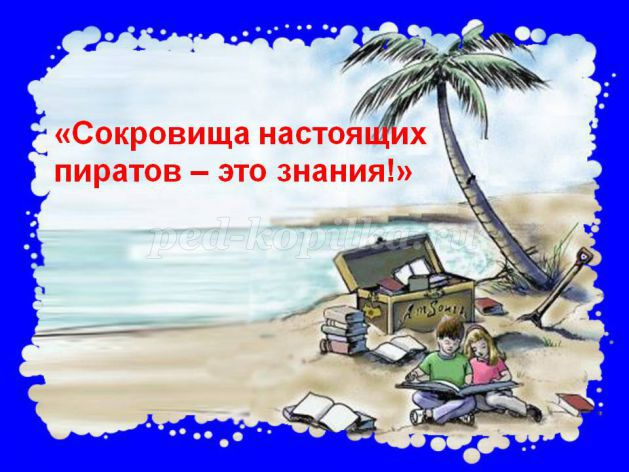 «Сокровища настоящих
пиратов – это знания!»
ped-kopilka.ru